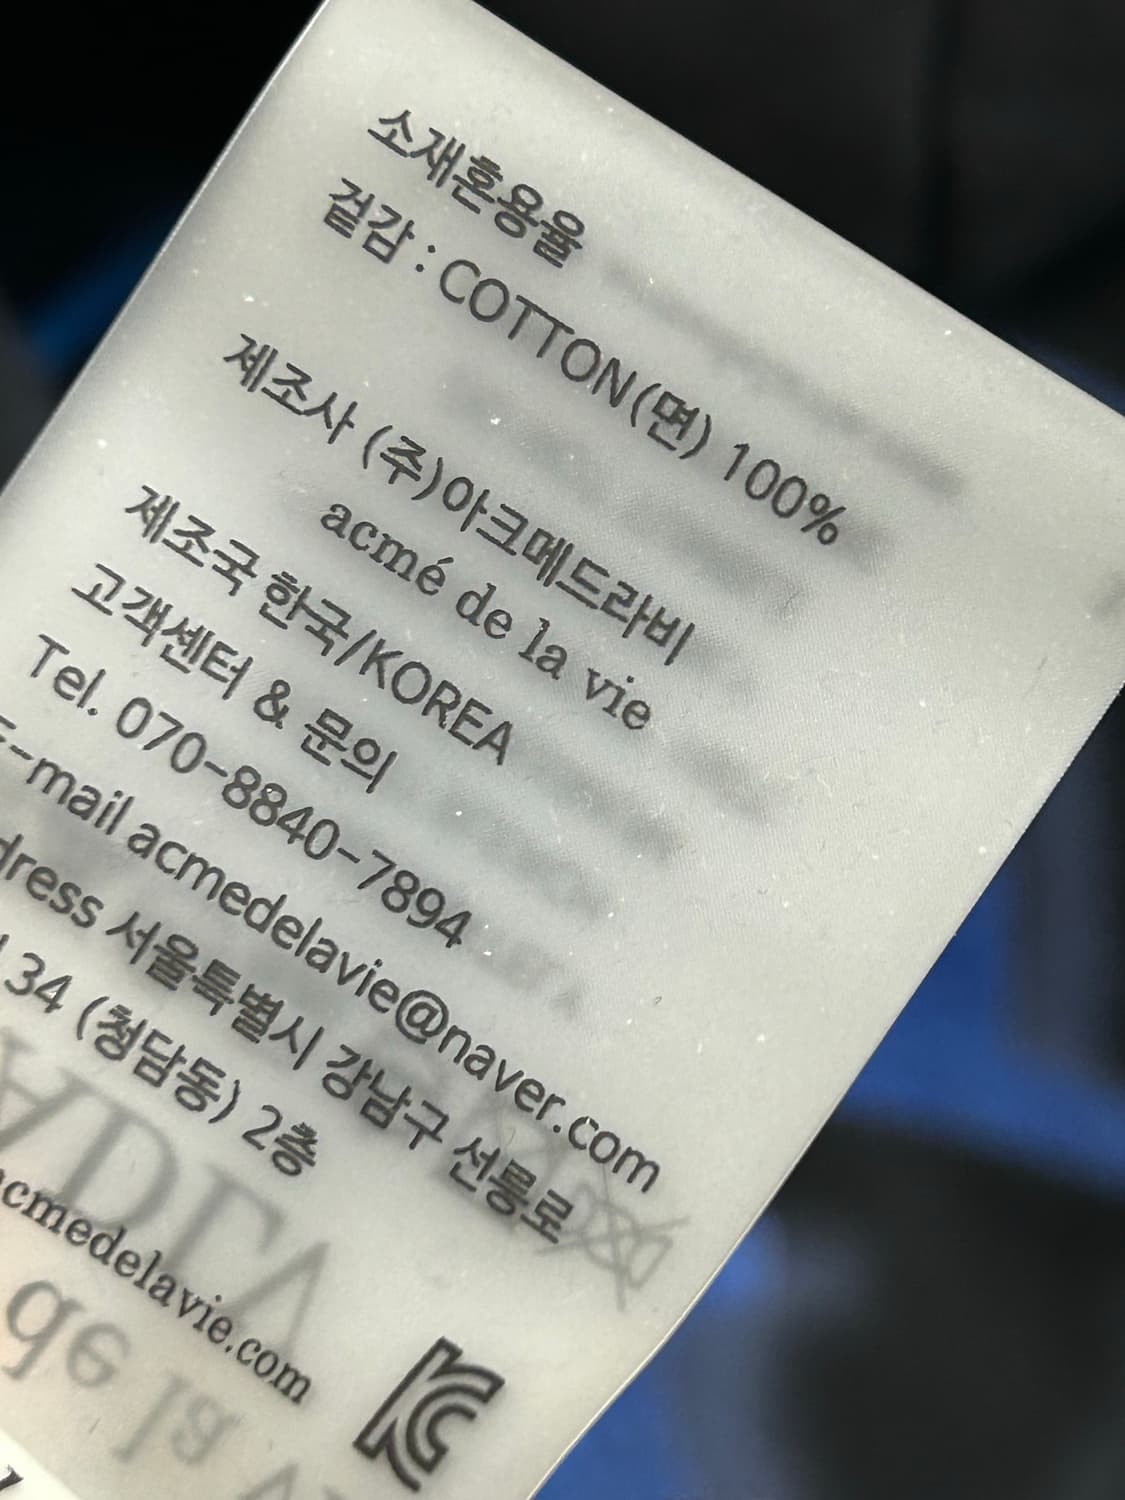 소재혼용율
겉감 : COTTON(면) 100%
제조사 (주)아크메드라비
acmé de la vie
제조국 한국/KOREA
고객센터 & 문의
Tel. 070-8840-7894
E-mail acmedelavie@naver.com
dress 서울특별시 강남구 선릉로
34 (청담동) 2층
acmedelavie.com